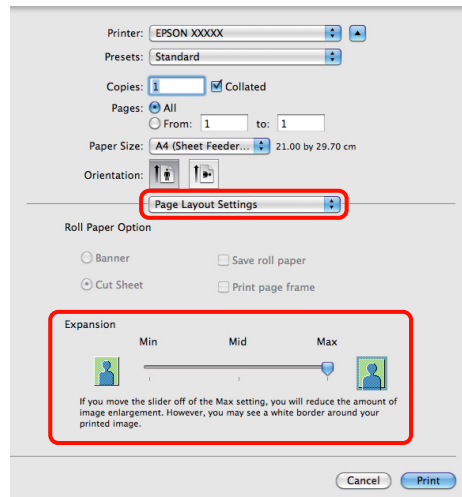 Printer: EPSON XXXXX
Presets: Standard
Copies: 1 Collated
Pages: All
From: 1 to: 1
Paper Size: A4 (Sheet Feeder... 21.00 by 29.70 cm
Orientation:
Page Layout Settings
Roll Paper Option
Banner Save roll paper
Cut Sheet Print page frame
Expansion
Min Mid Max
If you move the slider off of the Max setting, you will reduce the amount of
image enlargement. However, you may see a white border around your
printed image.
Cancel Print